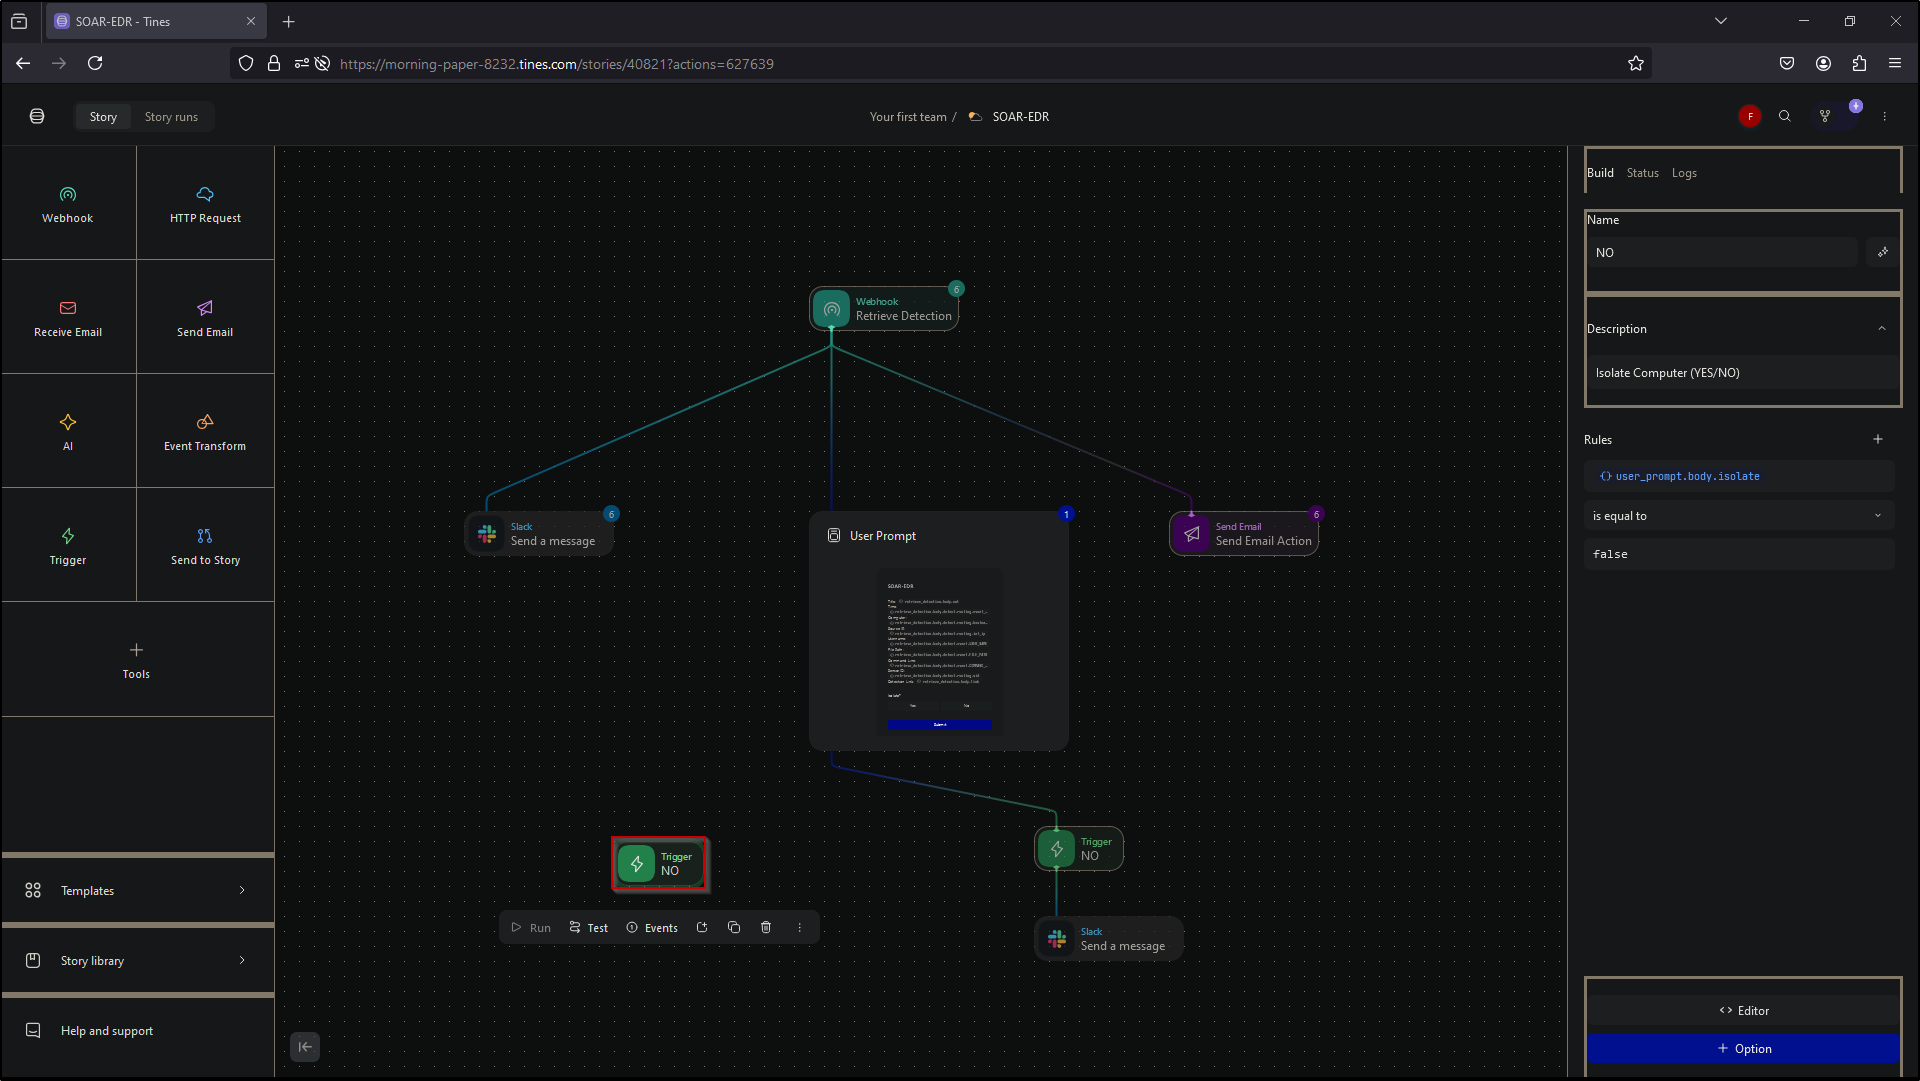 SOAR-EDR - Tines
https://morning-paper-8232.tines.com/stories/40821?actions=627639
Story
Story runs
Your first team /
SOAR-EDR
F
Webhook
HTTP Request
Receive Email
Send Email
AI
Event Transform
Trigger
Send to Story
Tools
Templates
Story library
Help and support
Webhook
Retrieve Detection
6
Slack
Send a message
6
User Prompt
1
SOAR-EDR
Send Email
Send Email Action
6
Trigger
NO
Run
Test
Events
Trigger
NO
Slack
Send a message
Build
Status
Logs
Name
NO
Description
Isolate Computer (YES/NO)
Rules
user_prompt.body.isolate
is equal to
false
Editor
Option